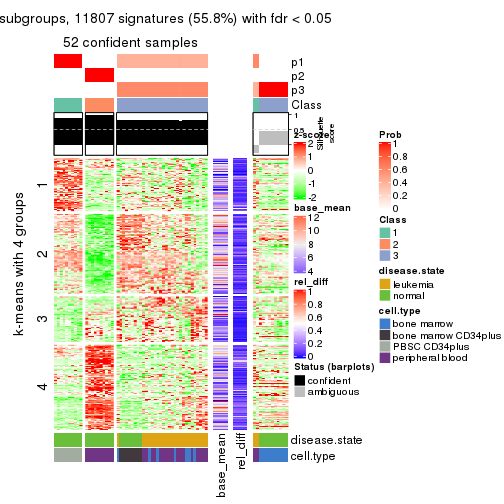 subgroups, 11807 signatures (55.8%) with fdr < 0.05
52 confident samples
p1
p2
p3
Class
1
0.5
0
Silhouette
score
k-means with 4 groups
1
2
3
4
base_mean
rel_diff
disease.state
cell.type
z-score
2
1
0
-1
-2
base_mean
12
10
8
6
4
rel_diff
1
0.8
0.6
0.4
0.2
0
Status (barplots)
confident
ambiguous
Prob
1
0.8
0.6
0.4
0.2
0
Class
1
2
3
disease.state
leukemia
normal
cell.type
bone marrow
bone marrow CD34plus
PBSC CD34plus
peripheral blood